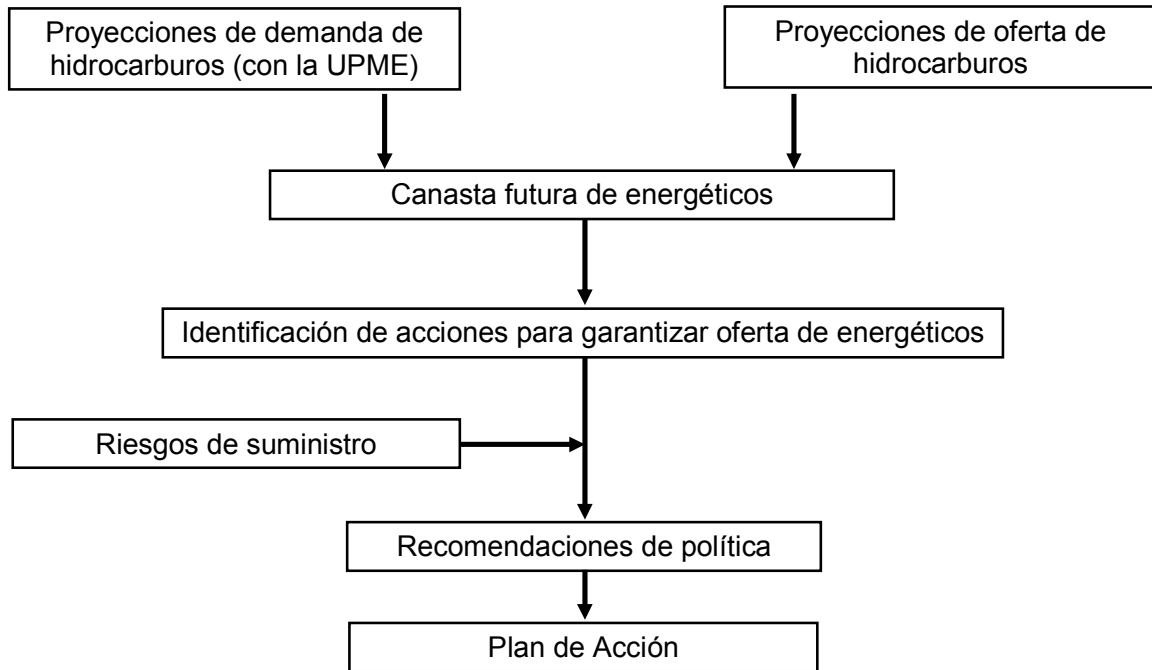 Proyecciones de demanda de
hidrocarburos (con la UPME)
Proyecciones de oferta de
hidrocarburos
Canasta futura de energéticos
Identificación de acciones para garantizar oferta de energéticos
Riesgos de suministro
Recomendaciones de política
Plan de Acción